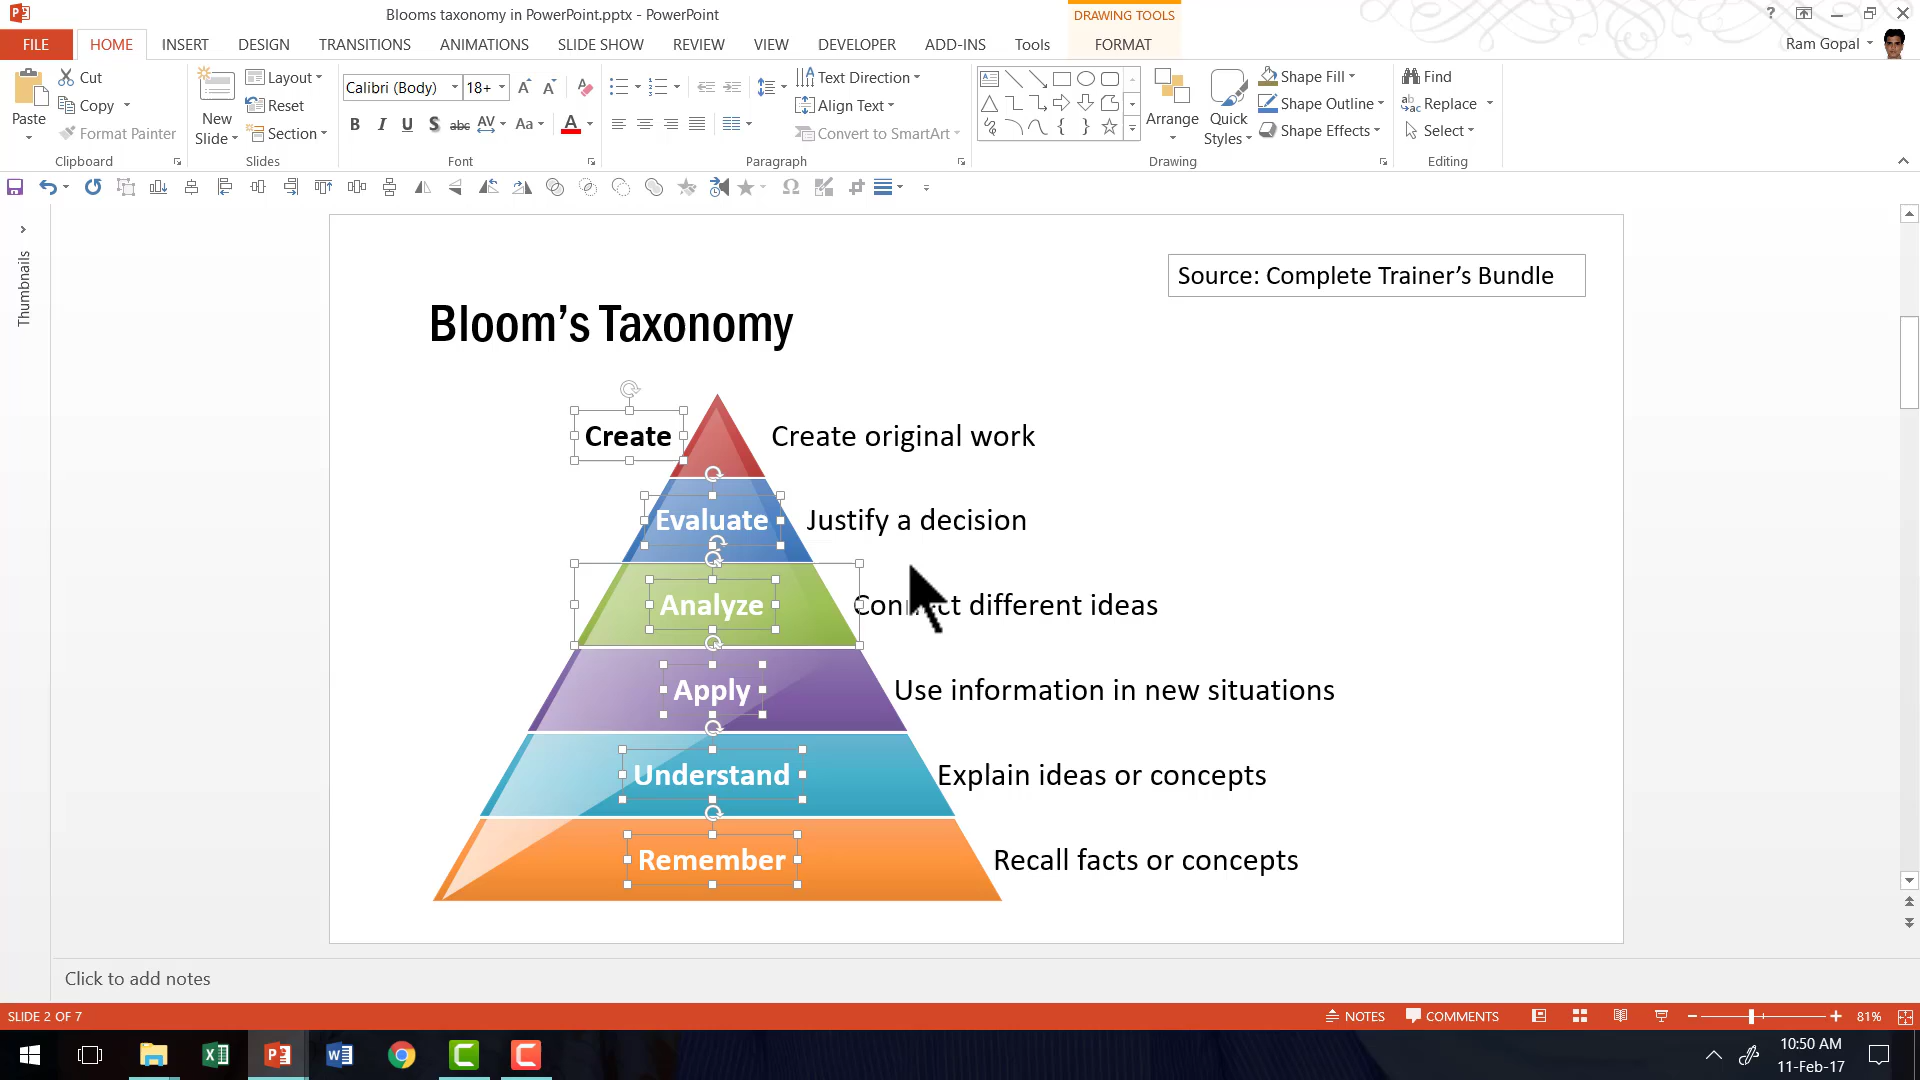 Blooms taxonomy in PowerPoint.pptx - PowerPoint
DRAWING TOOLS
?
FILE HOME INSERT DESIGN TRANSITIONS ANIMATIONS SLIDE SHOW REVIEW VIEW DEVELOPER ADD-INS Tools FORMAT
Ram Gopal
Paste
Cut
Copy
Format Painter
Clipboard
New Slide
Layout
Reset
Section
Slides
Calibri (Body) 18+
B I U S abc AV Aa A
Font
Text Direction
Align Text
Convert to SmartArt
Paragraph
Arrange
Quick Styles
Shape Fill
Shape Outline
Shape Effects
Drawing
Find
Replace
Select
Editing
Thumbnails
Source: Complete Trainer’s Bundle
Bloom’s Taxonomy
Create Create original work
Evaluate Justify a decision
Analyze different ideas
Apply Use information in new situations
Understand Explain ideas or concepts
Remember Recall facts or concepts
Click to add notes
SLIDE 2 OF 7
NOTES COMMENTS 81%
10:50 AM
11-Feb-17